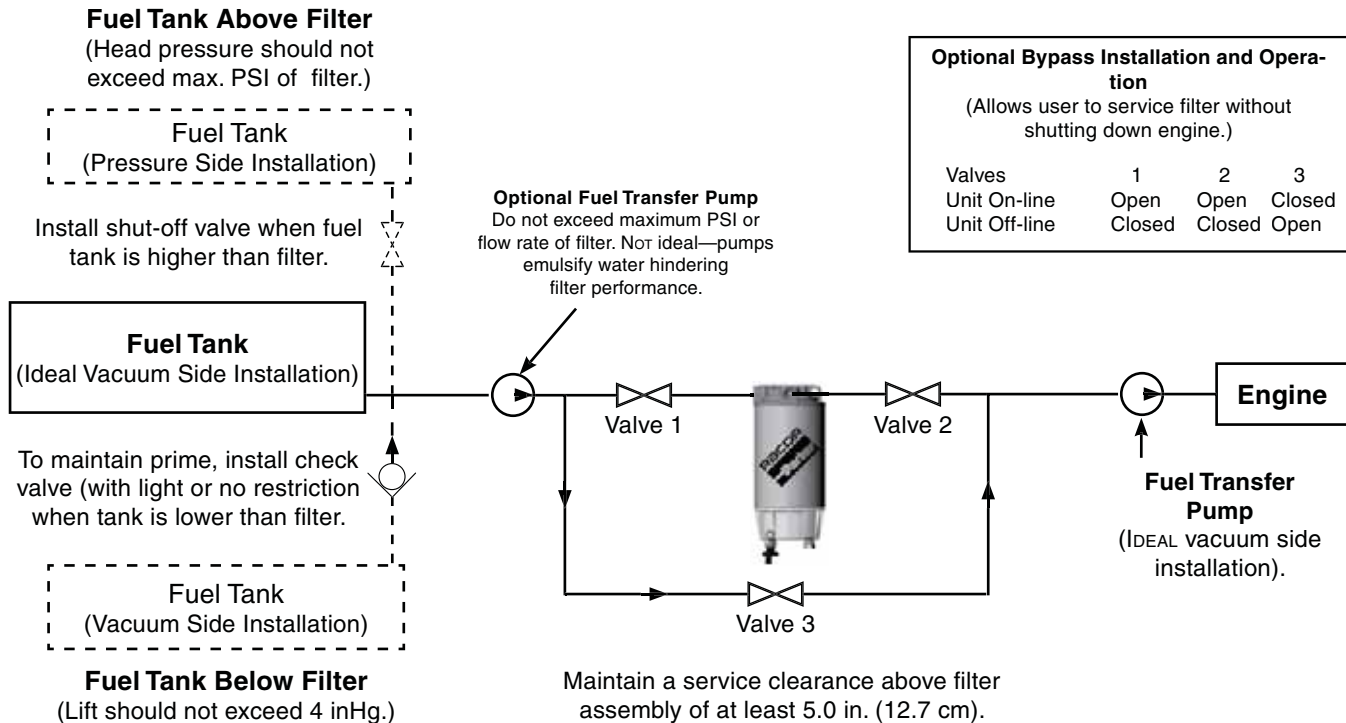 Fuel Tank Above Filter
(Head pressure should not
exceed max. PSI of filter.)
Fuel Tank
(Pressure Side Installation)
Install shut-off valve when fuel
tank is higher than filter.
Fuel Tank
(Ideal Vacuum Side Installation)
To maintain prime, install check
valve (with light or no restriction
when tank is lower than filter.
Fuel Tank
(Vacuum Side Installation)
Fuel Tank Below Filter
(Lift should not exceed 4 inHg.)
Optional Fuel Transfer Pump
Do not exceed maximum PSI or
flow rate of filter. NOT ideal—pumps
emulsify water hindering
filter performance.
Valve 1
RACOR
Valve 2
Valve 3
Maintain a service clearance above filter
assembly of at least 5.0 in. (12.7 cm).
Optional Bypass Installation and Opera-
tion
(Allows user to service filter without
shutting down engine.)
Valves 1 2 3
Unit On-line Open Open Closed
Unit Off-line Closed Closed Open
Engine
Fuel Transfer
Pump
(IDEAL vacuum side
installation).